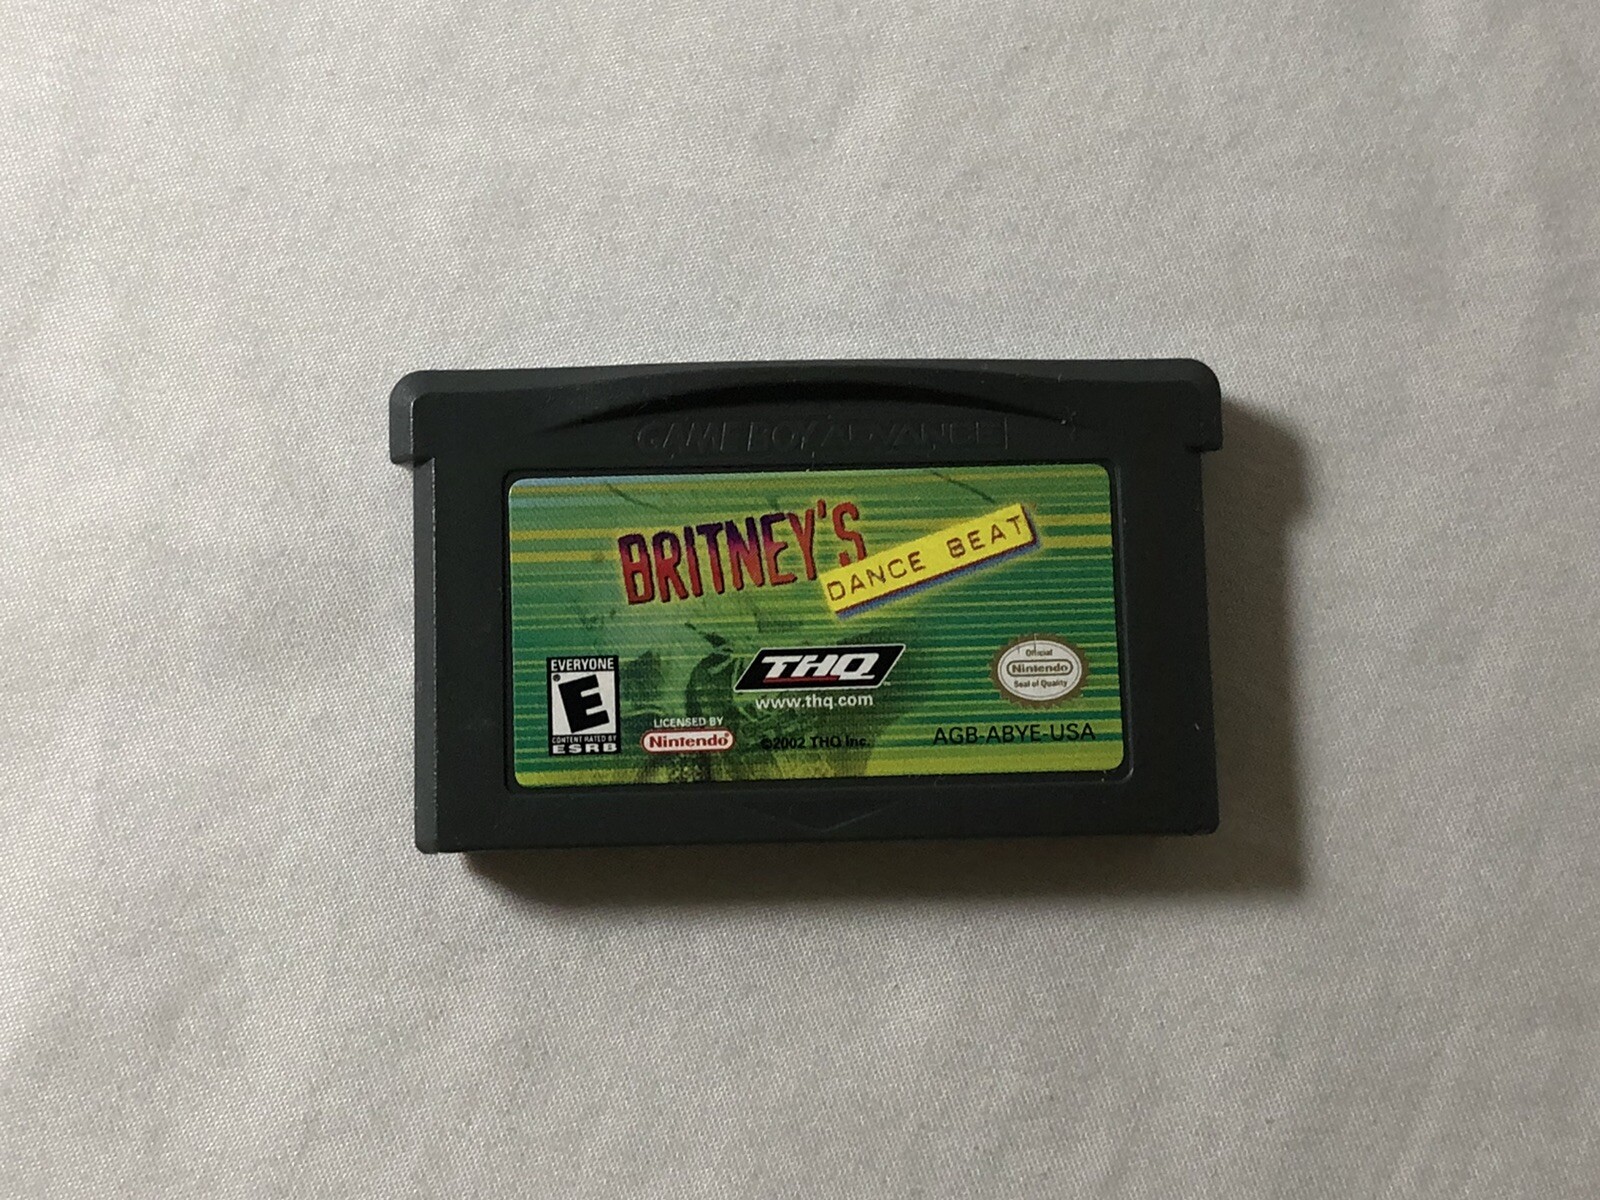 GAME BOY ADVANCE
BRITNEY'S
DANCE BEAT
EVERYONE
E
CONTENT RATED BY
ESRB
LICENSED BY
Nintendo
THQ
www.thq.com
©2002 THQ Inc.
Official
Nintendo
Seal of Quality
AGB-ABYE-USA